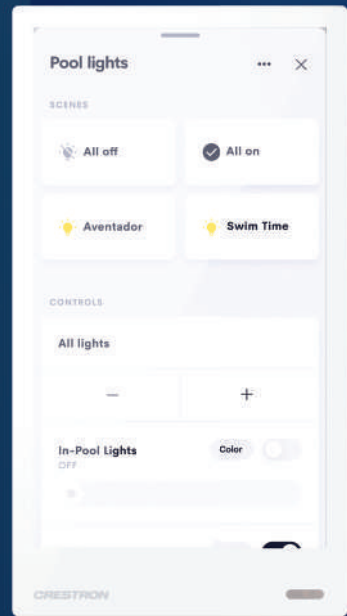 Pool lights
SCENES
All off
All on
Aventador
Swim Time
CONTROLS
All lights
− +
In-Pool Lights
Color
OFF
CRESTRON